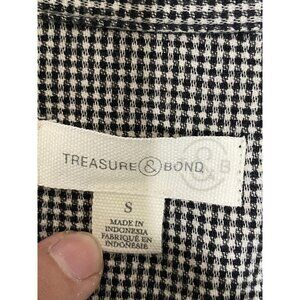 TREASURE & BOND
S
MADE IN
INDONESIA
FABRIQUÉ EN
INDONÉSIE